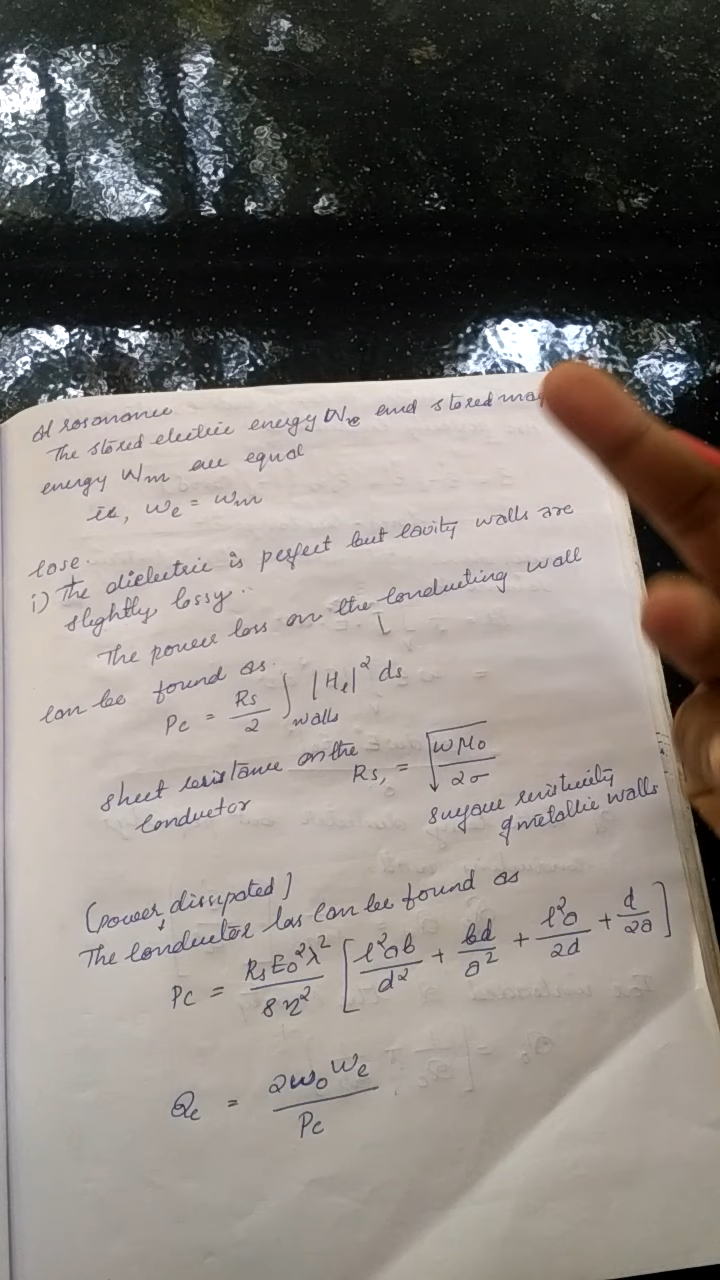 At resonance
The stored electric energy We and stored mag
energy Wm are equal
ie, We = Wm
lose.
i) The dielectric is perfect but cavity walls are
slightly lossy.
The power loss on the conducting wall
can be found as.
Pc = Rs/2 ∫walls |Ht|² ds
sheet resistance on the conductor Rs, = √(ωμ₀/2σ)
surface resistivity
of metallic walls
(power dissipated)
The conductor loss can be found as
Pc = RsE₀²λ²/8η² [l²ab/d² + bd/a² + l²a/2d + d/2a]
Qc = 2ω₀We/Pc